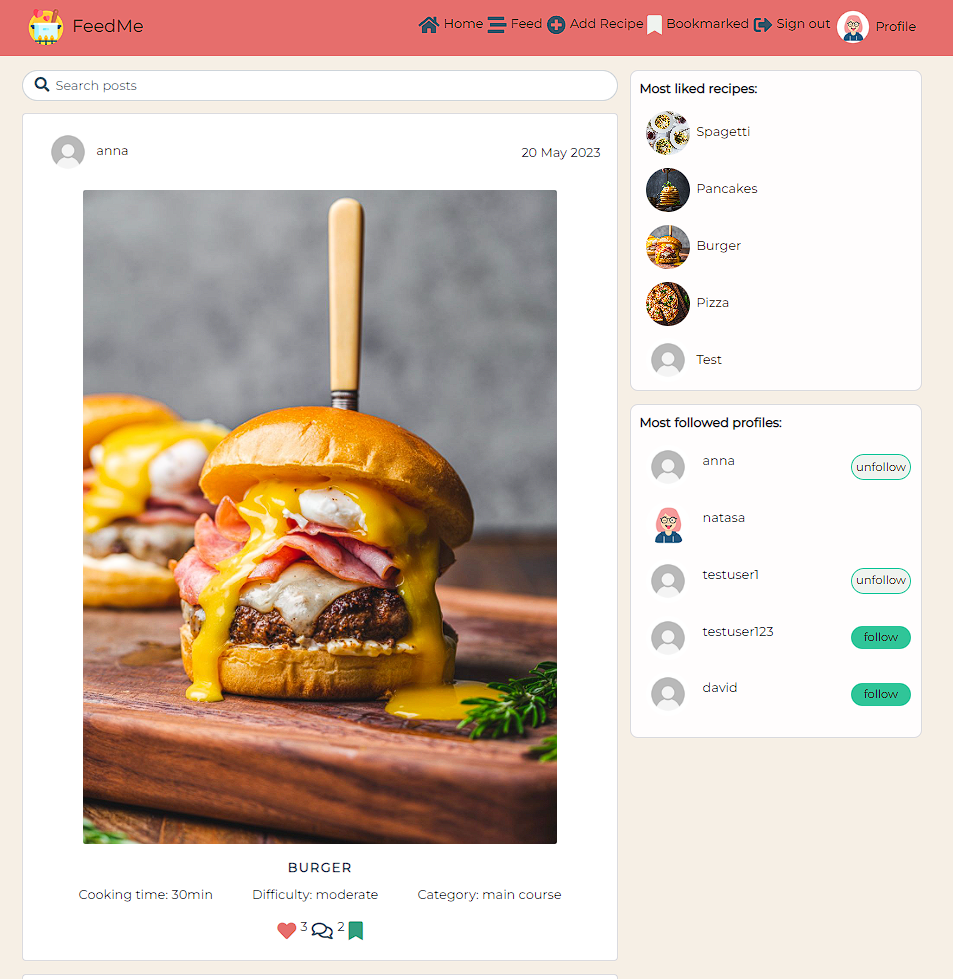 FeedMe
Home Feed Add Recipe Bookmarked Sign out Profile
Search posts
anna
20 May 2023
BURGER
Cooking time: 30min Difficulty: moderate Category: main course
3 2
Most liked recipes:
Spagetti
Pancakes
Burger
Pizza
Test
Most followed profiles:
anna unfollow
natasa
testuser1 unfollow
testuser123 follow
david follow